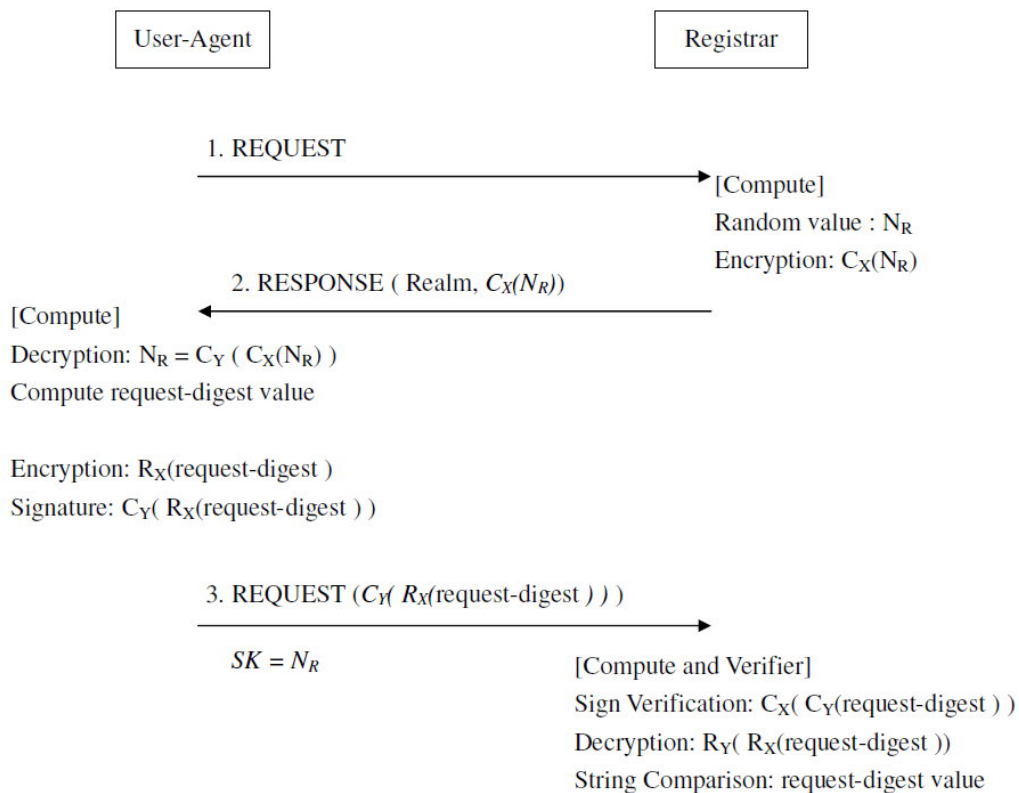 User-Agent
Registrar
1. REQUEST
[Compute]
Random value : N_R
Encryption: C_X(N_R)
2. RESPONSE ( Realm, C_X(N_R))
[Compute]
Decryption: N_R = C_Y ( C_X(N_R) )
Compute request-digest value
Encryption: R_X(request-digest )
Signature: C_Y( R_X(request-digest ) )
3. REQUEST (C_Y( R_X(request-digest ) ) )
SK = N_R
[Compute and Verifier]
Sign Verification: C_X( C_Y(request-digest ) )
Decryption: R_Y( R_X(request-digest ))
String Comparison: request-digest value